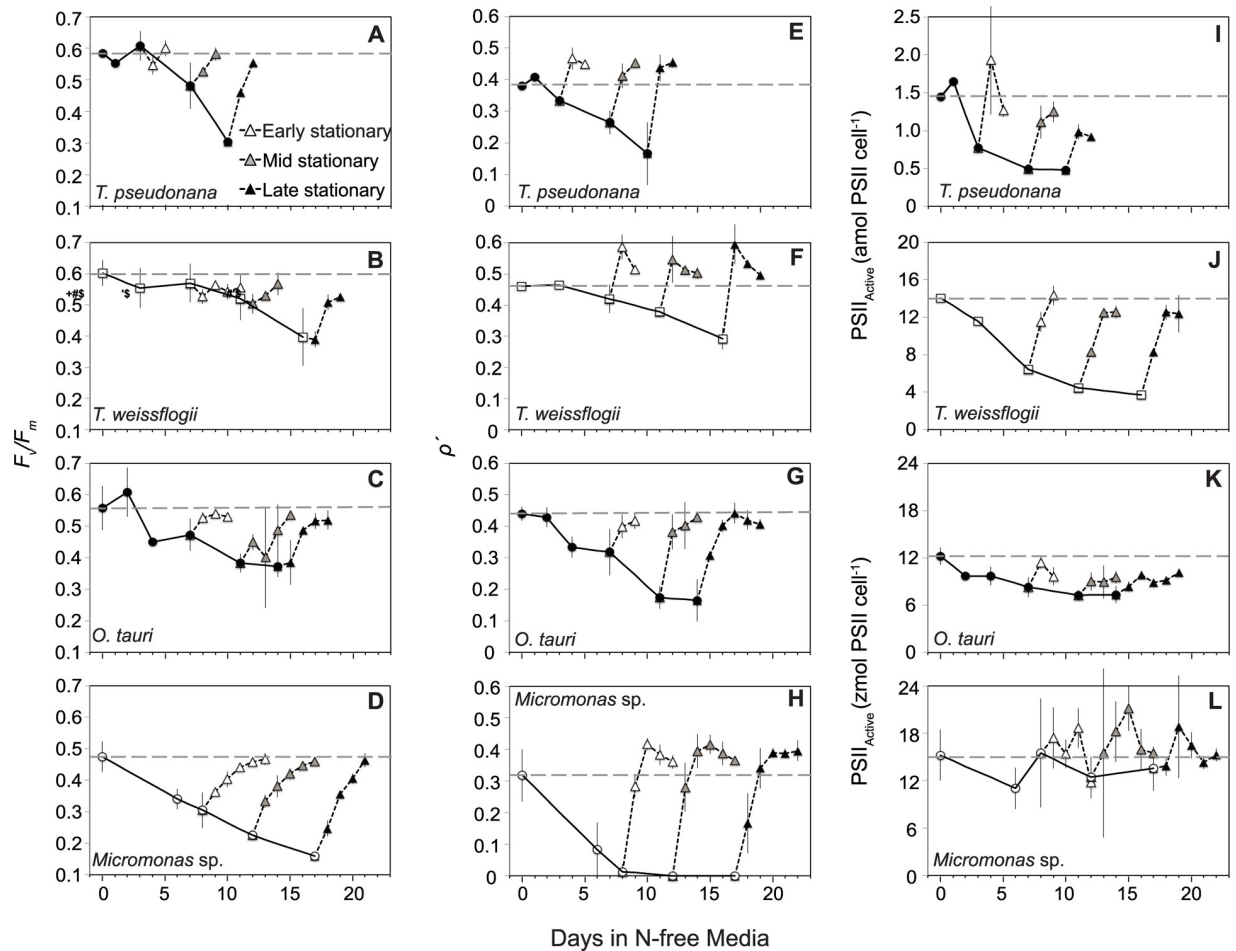 F_v/F_m
0.7
0.6
0.5
0.4
0.3
0.2
0.1
A
Early stationary
Mid stationary
Late stationary
T. pseudonana
0.7
0.6
0.5
0.4
0.3
0.2
0.1
B
+#$
T. weissflogii
0.7
0.6
0.5
0.4
0.3
0.2
0.1
C
O. tauri
0.7
0.6
0.5
0.4
0.3
0.2
0.1
D
Micromonas sp.
0 5 10 15 20
ρ´
0.6
0.5
0.4
0.3
0.2
0.1
0
E
T. pseudonana
0.6
0.5
0.4
0.3
0.2
0.1
0
F
T. weissflogii
0.6
0.5
0.4
0.3
0.2
0.1
0
G
O. tauri
0.6
0.5
0.4
0.3
0.2
0.1
0
H
Micromonas sp.
0 5 10 15 20
Days in N-free Media
PSII_Active (amol PSII cell⁻¹)
2.5
2.0
1.5
1.0
0.5
0
I
T. pseudonana
20
16
12
8
4
0
J
T. weissflogii
PSII_Active (zmol PSII cell⁻¹)
24
18
12
6
0
K
O. tauri
24
18
12
6
0
L
Micromonas sp.
0 5 10 15 20